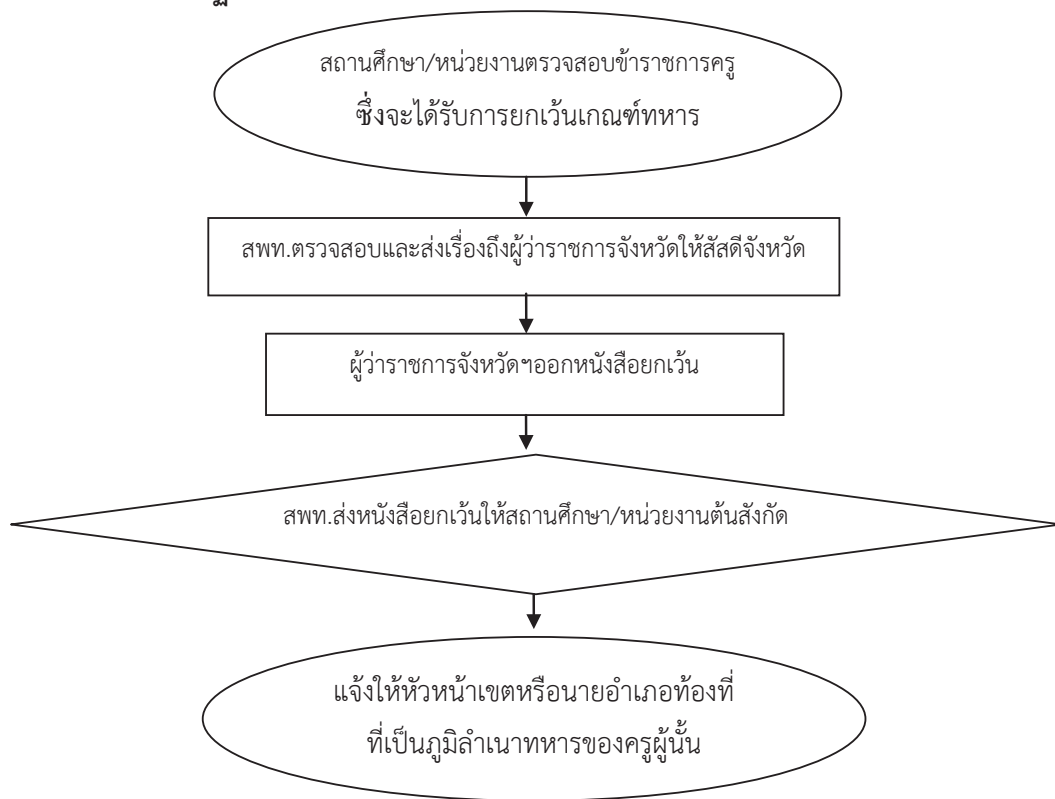 สถานศึกษา/หน่วยงานตรวจสอบข้าราชการครู
ซึ่งจะได้รับการยกเว้นเกณฑ์ทหาร
สพท.ตรวจสอบและส่งเรื่องถึงผู้ว่าราชการจังหวัดให้สัสดีจังหวัด
ผู้ว่าราชการจังหวัดฯออกหนังสือยกเว้น
สพท.ส่งหนังสือยกเว้นให้สถานศึกษา/หน่วยงานต้นสังกัด
แจ้งให้หัวหน้าเขตหรือนายอำเภอท้องที่
ที่เป็นภูมิลำเนาทหารของครูผู้นั้น